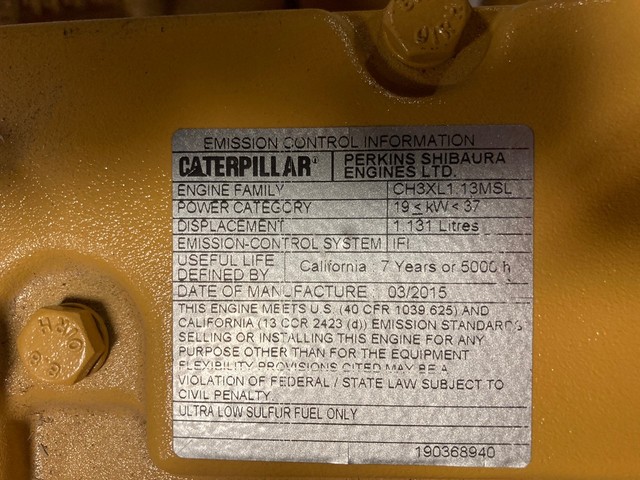 EMISSION CONTROL INFORMATION
CATERPILLAR® PERKINS SHIBAURA ENGINES LTD.
ENGINE FAMILY CH3XL1.13MSL
POWER CATEGORY 19 ≤ kW < 37
DISPLACEMENT 1.131 Litres
EMISSION-CONTROL SYSTEM IFI
USEFUL LIFE DEFINED BY California : 7 Years or 5000 h
DATE OF MANUFACTURE : 03/2015
THIS ENGINE MEETS U.S. (40 CFR 1039.625) AND
CALIFORNIA (13 CCR 2423 (d)) EMISSION STANDARDS
SELLING OR INSTALLING THIS ENGINE FOR ANY
PURPOSE OTHER THAN FOR THE EQUIPMENT
FLEXIBILITY PROVISIONS CITED MAY BE A
VIOLATION OF FEDERAL / STATE LAW SUBJECT TO
CIVIL PENALTY
ULTRA LOW SULFUR FUEL ONLY
190368940